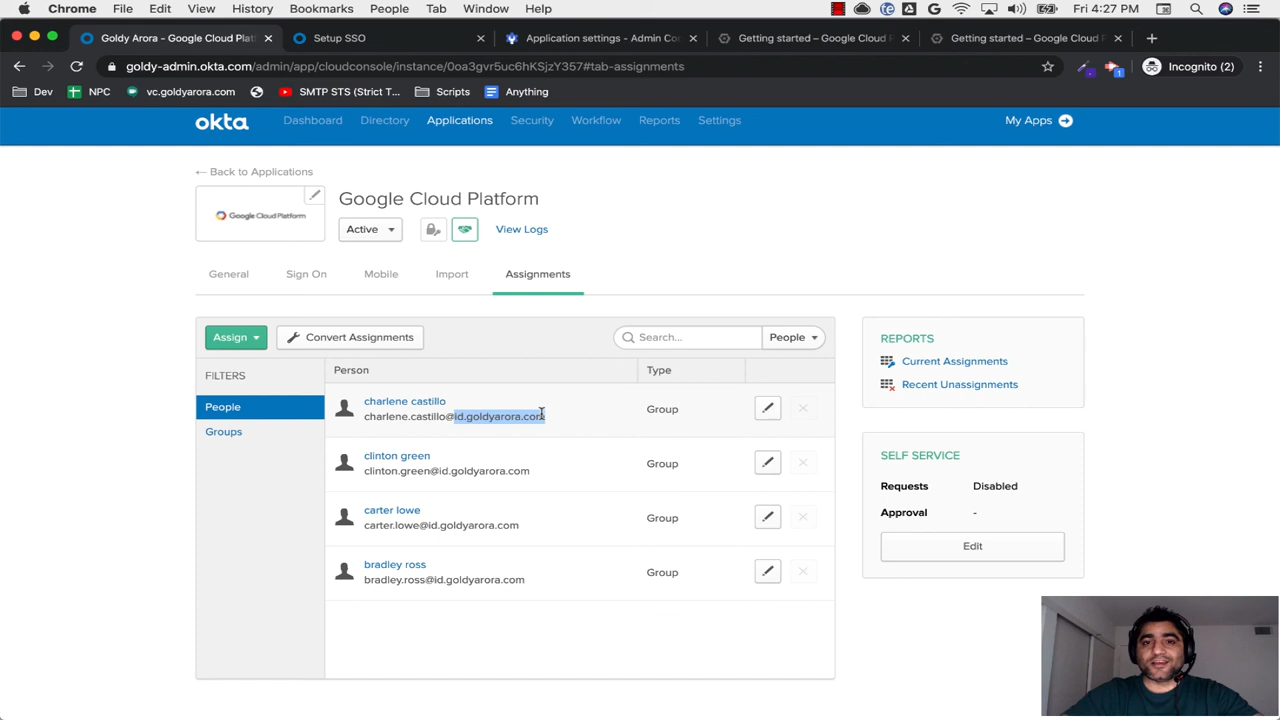 Chrome File Edit View History Bookmarks People Tab Window Help Fri 4:27 PM
Goldy Arora - Google Cloud Plat Setup SSO Application settings - Admin Co Getting started – Google Cloud P Getting started – Google Cloud P
goldy-admin.okta.com/admin/app/cloudconsole/instance/0oa3gvr5uc6hKSjzY357#tab-assignments Incognito (2)
Dev NPC vc.goldyarora.com SMTP STS (Strict T... Scripts Anything
okta Dashboard Directory Applications Security Workflow Reports Settings My Apps
← Back to Applications
Google Cloud Platform
Google Cloud Platform
Active View Logs
General Sign On Mobile Import Assignments
Assign Convert Assignments Search... People
FILTERS
People
Groups
Person Type
charlene castillo
charlene.castillo@id.goldyarora.com
Group
clinton green
clinton.green@id.goldyarora.com
Group
carter lowe
carter.lowe@id.goldyarora.com
Group
bradley ross
bradley.ross@id.goldyarora.com
Group
REPORTS
Current Assignments
Recent Unassignments
SELF SERVICE
Requests Disabled
Approval -
Edit